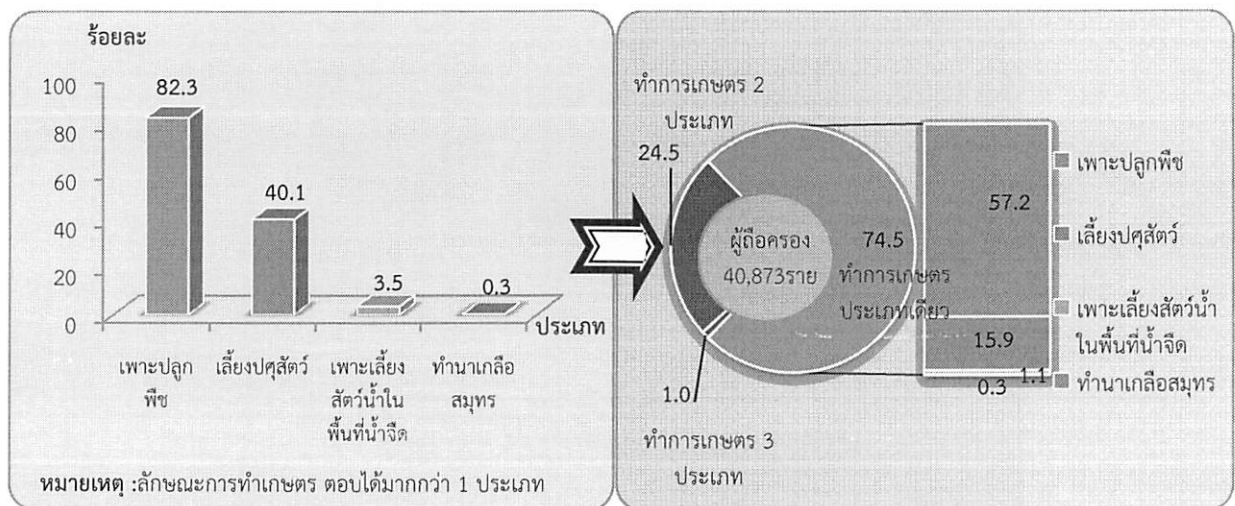 ร้อยละ
100
80
60
40
20
0
82.3
40.1
3.5
0.3
ประเภท
เพาะปลูก
พืช
เลี้ยงปศุสัตว์
เพาะเลี้ยง
สัตว์น้ำใน
พื้นที่น้ำจืด
ทำนาเกลือ
สมุทร
หมายเหตุ :ลักษณะการทำเกษตร ตอบได้มากกว่า 1 ประเภท
ทำการเกษตร 2
ประเภท
24.5
ผู้ถือครอง
40,873ราย
74.5
ทำการเกษตร
ประเภทเดียว
1.0
ทำการเกษตร 3
ประเภท
57.2
15.9
1.1
0.3
เพาะปลูกพืช
เลี้ยงปศุสัตว์
เพาะเลี้ยงสัตว์น้ำ
ในพื้นที่น้ำจืด
ทำนาเกลือสมุทร